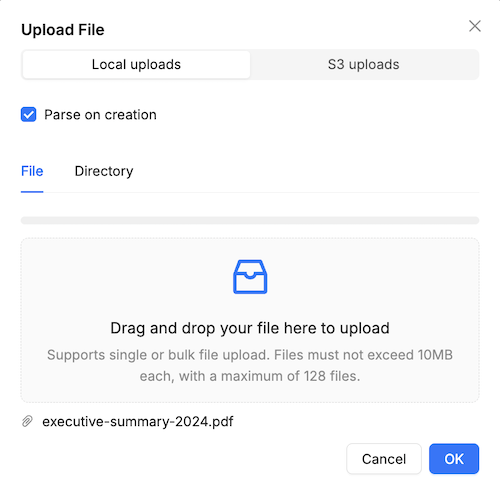 Upload File
Local uploads
S3 uploads
Parse on creation
File
Directory
Drag and drop your file here to upload
Supports single or bulk file upload. Files must not exceed 10MB
each, with a maximum of 128 files.
executive-summary-2024.pdf
Cancel
OK